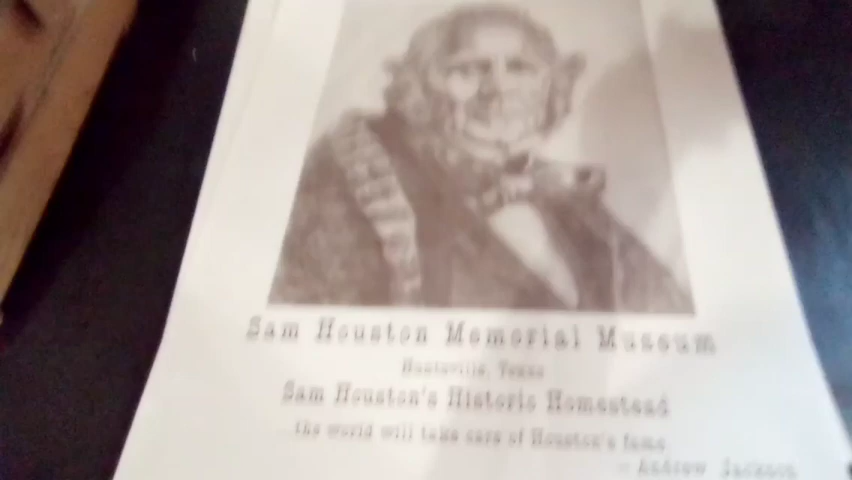 Sam Houston Memorial Museum
Huntsville, Texas
Sam Houston's Historic Homestead
the world will take care of Houston's fame
- Andrew Jackson